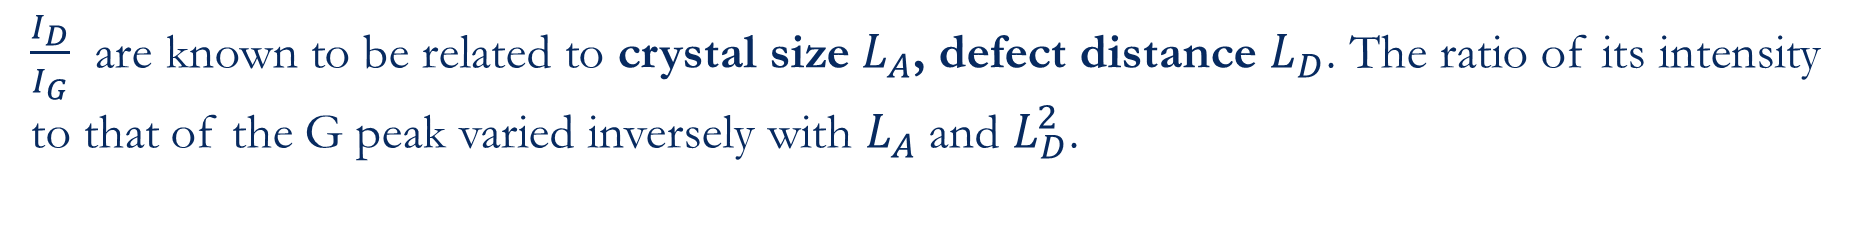 $\frac{I_D}{I_G}$ are known to be related to crystal size $L_A$, defect distance $L_D$. The ratio of its intensity
to that of the G peak varied inversely with $L_A$ and $L_D^2$.